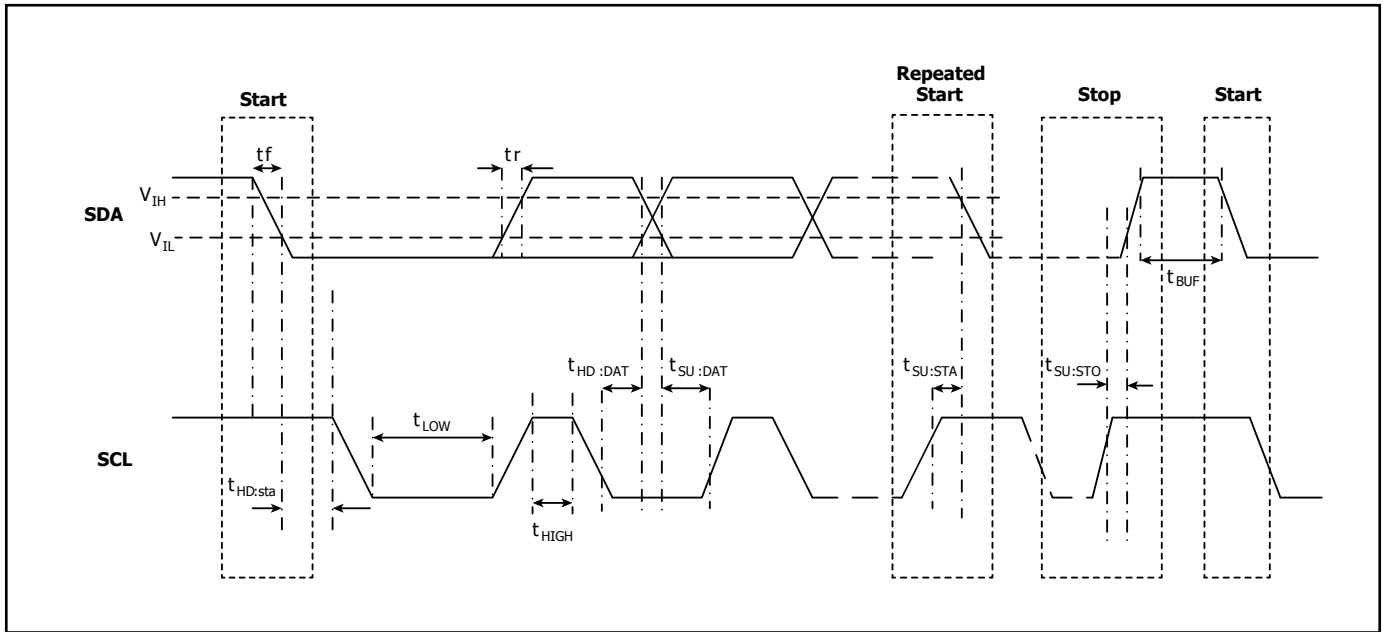 Repeated
Start
Start
Stop
Start
tf
tr
V_IH
SDA
V_IL
t_BUF
t_HD :DAT
t_SU :DAT
t_SU:STA
t_SU:STO
t_LOW
SCL
t_HD:sta
t_HIGH